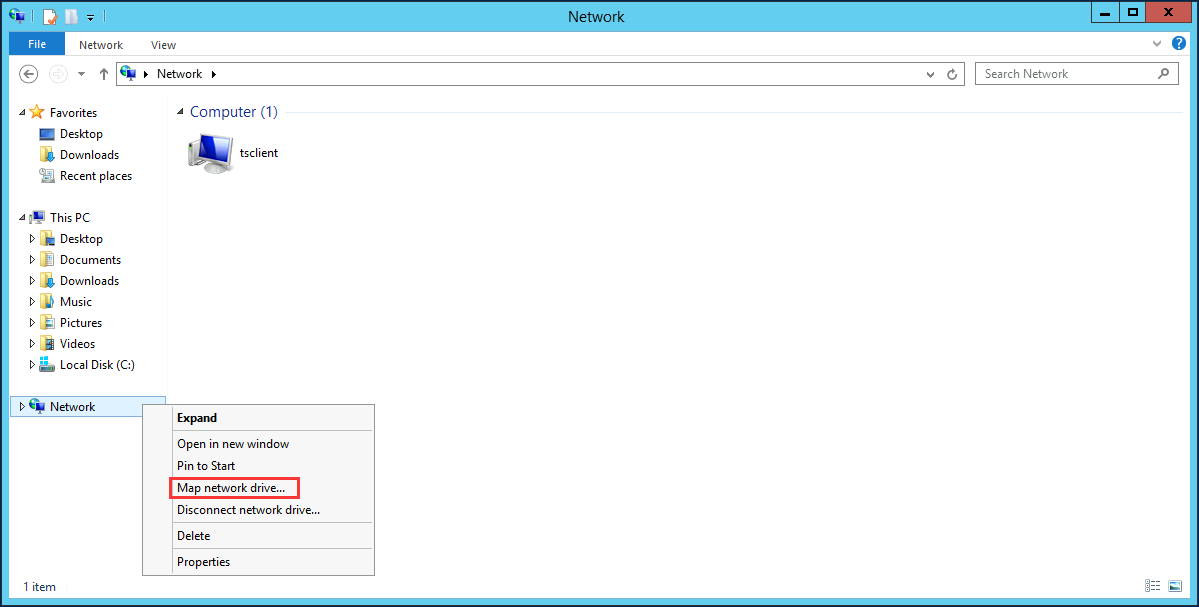 Network
File
Network
View
Network
Search Network
Favorites
Desktop
Downloads
Recent places
This PC
Desktop
Documents
Downloads
Music
Pictures
Videos
Local Disk (C:)
Network
Computer (1)
tsclient
Expand
Open in new window
Pin to Start
Map network drive...
Disconnect network drive...
Delete
Properties
1 item